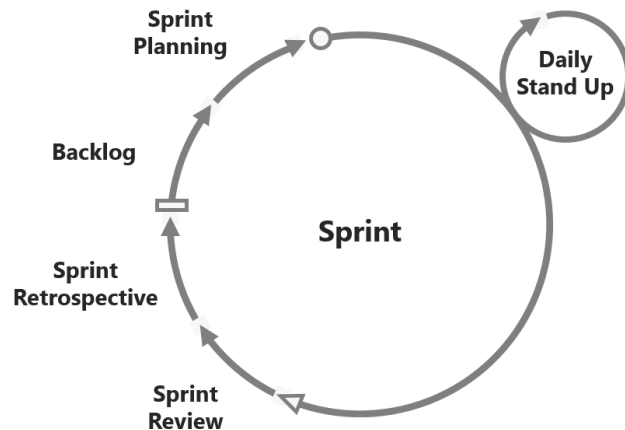 Sprint
Planning
Daily
Stand Up
Backlog
Sprint
Sprint
Retrospective
Sprint
Review